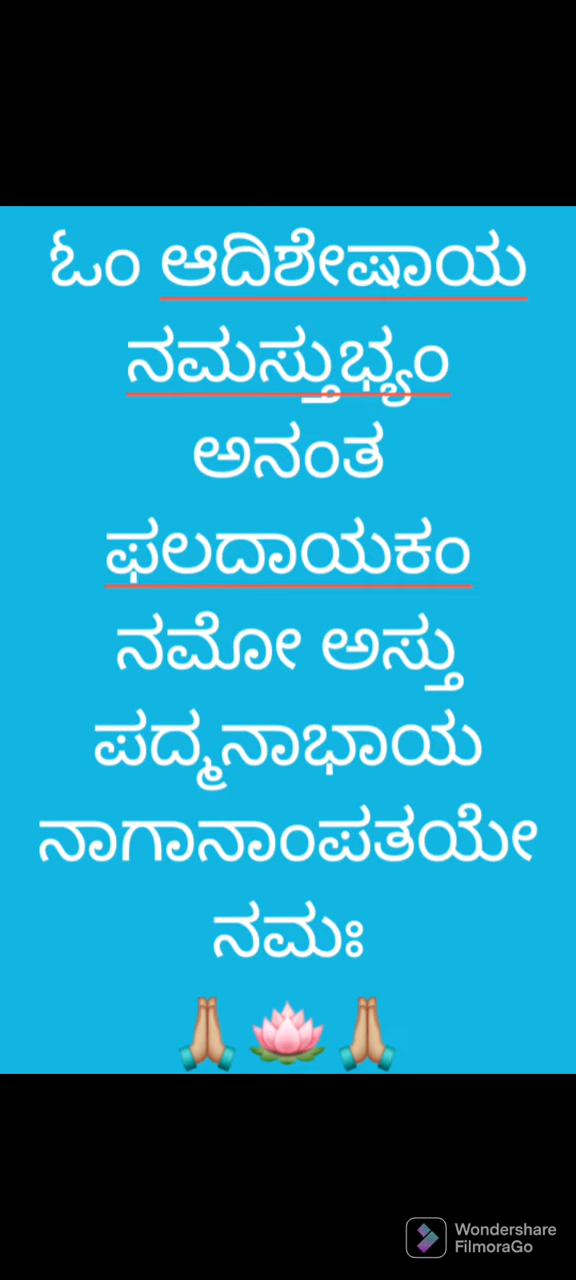 ಓಂ ಆದಿಶೇಷಾಯ
ನಮಸ್ತುಭ್ಯಂ
ಅನಂತ
ಫಲದಾಯಕಂ
ನಮೋ ಅಸ್ತು
ಪದ್ಮನಾಭಾಯ
ನಾಗಾನಾಂಪತಯೇ
ನಮಃ
🙏🏼🪷🙏🏼
Wondershare
FilmoraGo